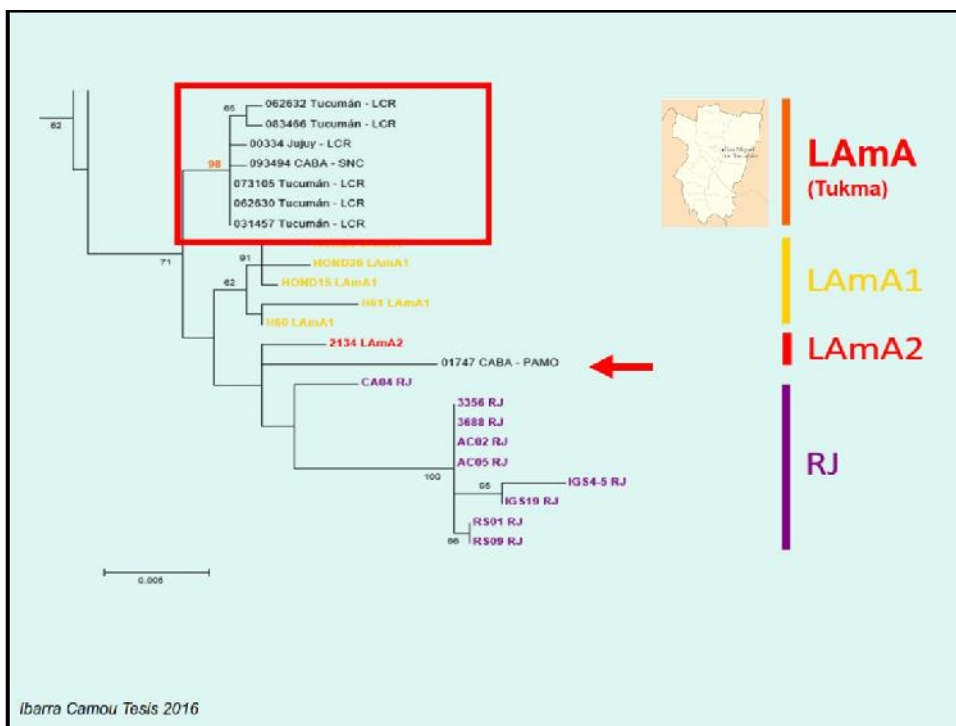 62
65
062632 Tucumán - LCR
083466 Tucumán - LCR
00334 Jujuy - LCR
98
093494 CABA - SNC
073105 Tucumán - LCR
062630 Tucumán - LCR
031457 Tucumán - LCR
71
91
HOND26 LAmA1
HOND15 LAmA1
62
H61 LAmA1
H60 LAmA1
2134 LAmA2
01747 CABA - PAMO
CA04 RJ
3356 RJ
3688 RJ
AC02 RJ
AC05 RJ
100
95
IGS4-5 RJ
IGS19 RJ
RS01 RJ
66
RS09 RJ
0.005
LAmA
(Tukma)
LAmA1
LAmA2
RJ
Ibarra Camou Tesis 2016